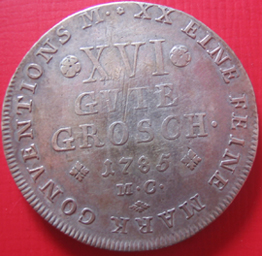 XX EINE FEINE MARK CONVENTIONS M.
XVI
GUTE
GROSCH.
1785
M.C.